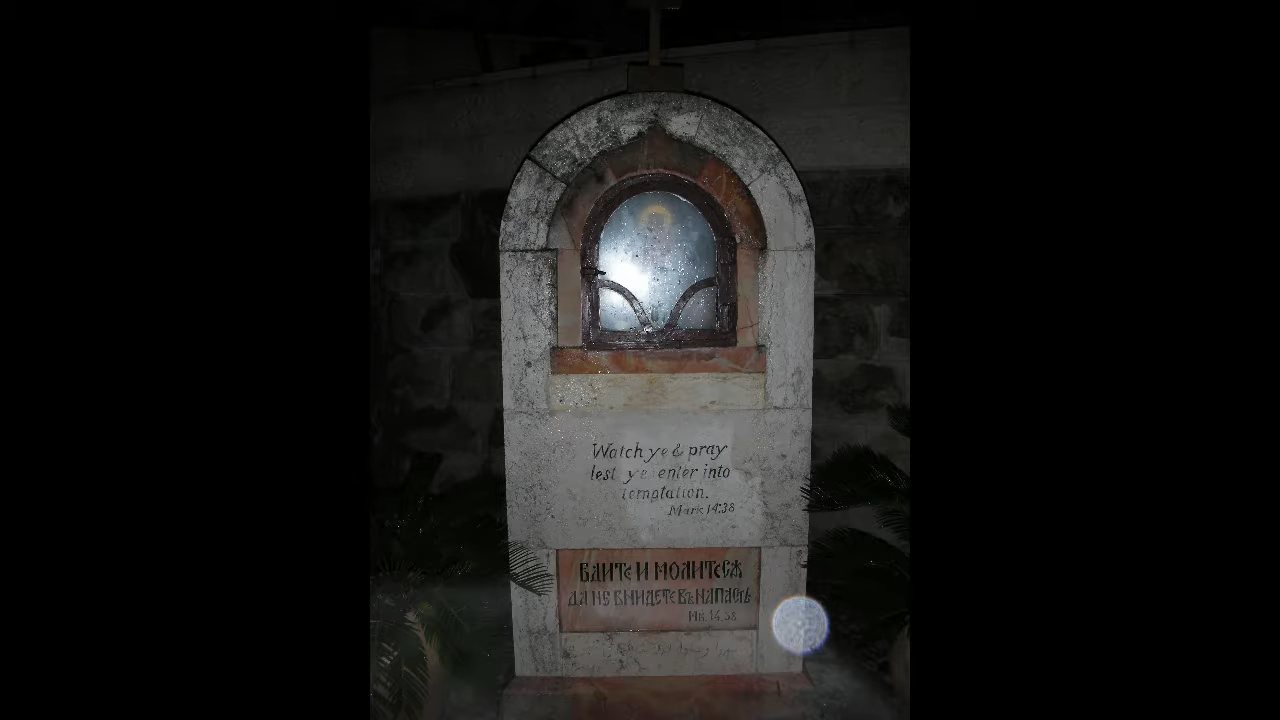 Watch ye & pray
lest ye enter into
temptation.
Mark 14:38
БДИТЕ И МОЛИТЕСѦ
ДА НЕ ВНИДЕТЕ ВЪ НАПАСТЬ
Мк. 14.38